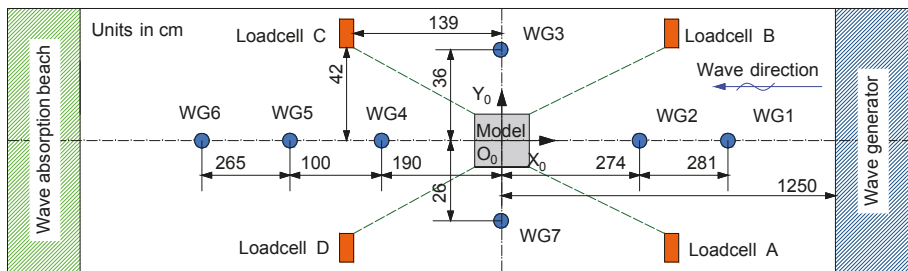 Units in cm
Loadcell C
139
WG3
Loadcell B
Wave absorption beach
42
36
Wave direction
Y0
WG6
WG5
WG4
Model
WG2
WG1
O0
X0
265
100
190
274
281
26
1250
WG7
Loadcell D
Loadcell A
Wave generator